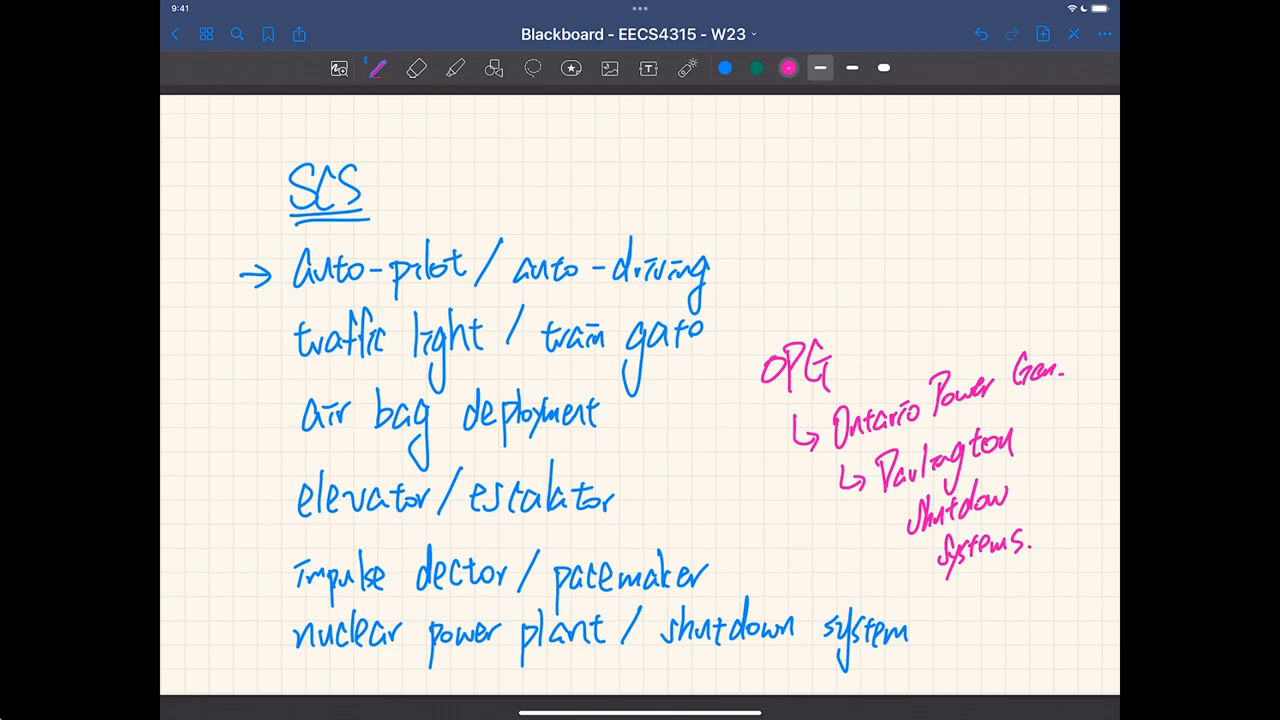 9:41
Blackboard - EECS4315 - W23
SCS
→ auto-pilot / auto-driving
traffic light / train gate
air bag deployment
elevator / escalator
impulse dector / pacemaker
nuclear power plant / shutdown system
OPG
↳ Ontario Power Gen.
↳ Darlington
shutdow
systems.